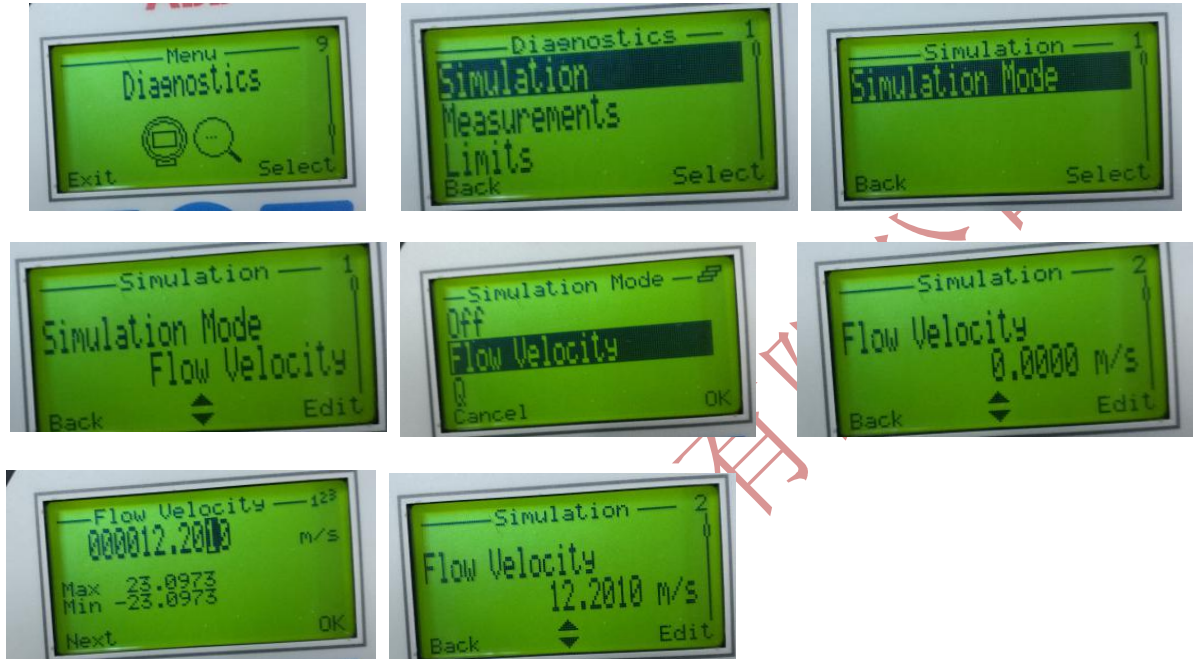 Menu 9
Diagnostics
Exit Select
Diagnostics 1
Simulation
Measurements
Limits
Back Select
Simulation 1
Simulation Mode
Back Select
Simulation 1
Simulation Mode
Flow Velocity
Back Edit
Simulation Mode
Off
Flow Velocity
Q
Cancel OK
Simulation 2
Flow Velocity
0.0000 m/s
Back Edit
Flow Velocity 123
000012.2010 m/s
Max 23.0973
Min -23.0973
Next OK
Simulation 2
Flow Velocity
12.2010 m/s
Back Edit